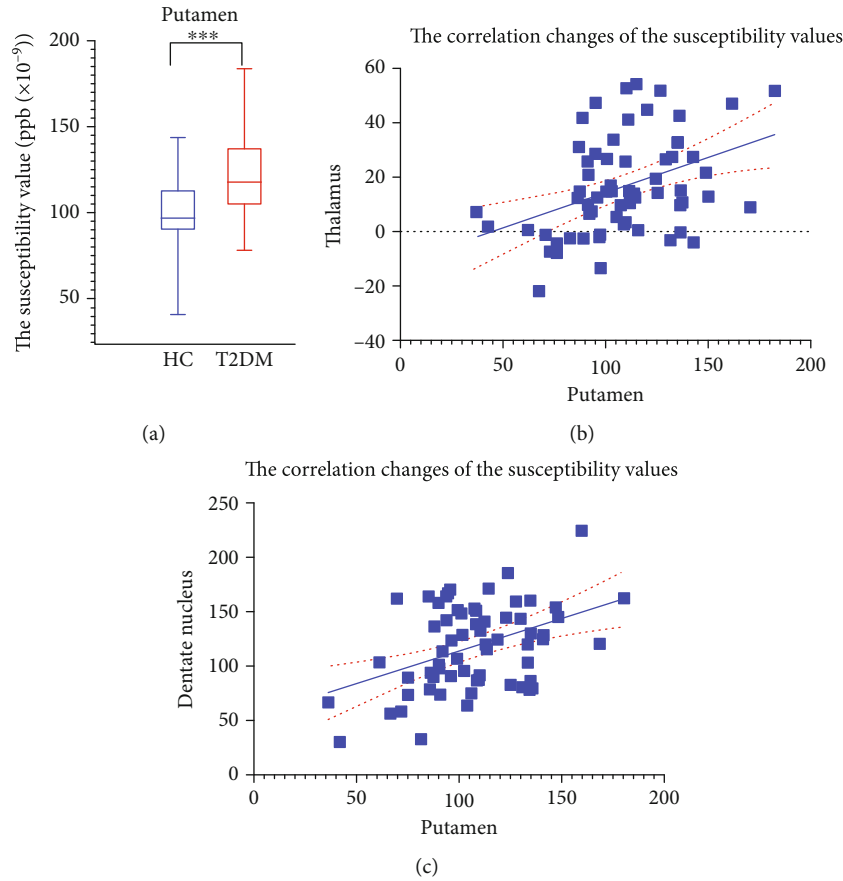 Putamen
***
The susceptibility value (ppb (×10⁻⁹))
200
150
100
50
HC T2DM
(a)
The correlation changes of the susceptibility values
Thalamus
60
40
20
0
−20
−40
0 50 100 150 200
Putamen
(b)
The correlation changes of the susceptibility values
Dentate nucleus
250
200
150
100
50
0
0 50 100 150 200
Putamen
(c)